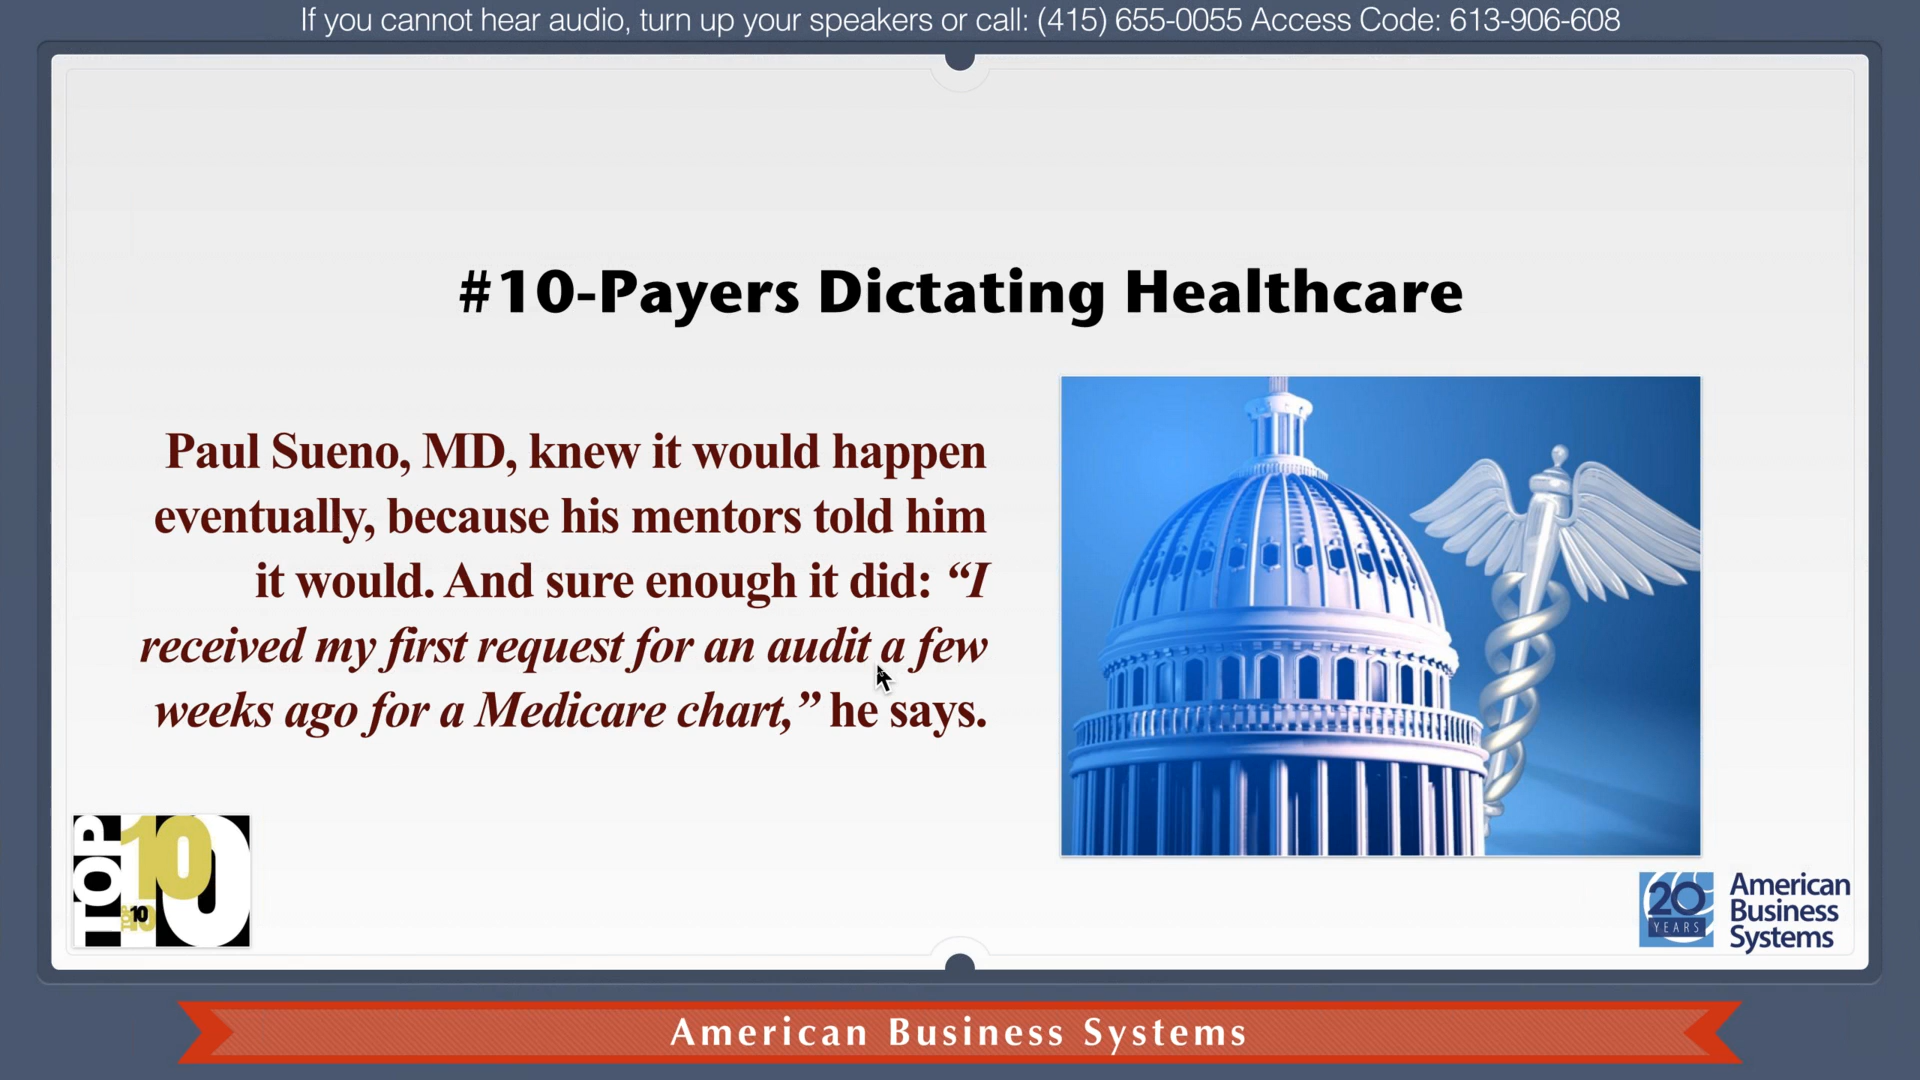 If you cannot hear audio, turn up your speakers or call: (415) 655-0055 Access Code: 613-906-608
#10-Payers Dictating Healthcare
Paul Sueno, MD, knew it would happen
eventually, because his mentors told him
it would. And sure enough it did: “I
received my first request for an audit a few
weeks ago for a Medicare chart,” he says.
TOP
10
10
20
YEARS
American
Business
Systems
American Business Systems